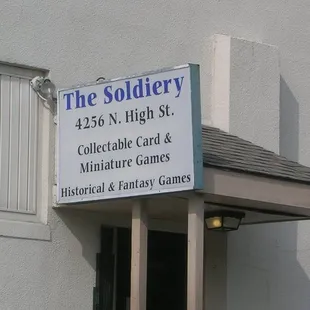 The Soldiery
4256 N. High St.
Collectable Card &
Miniature Games
Historical & Fantasy Games